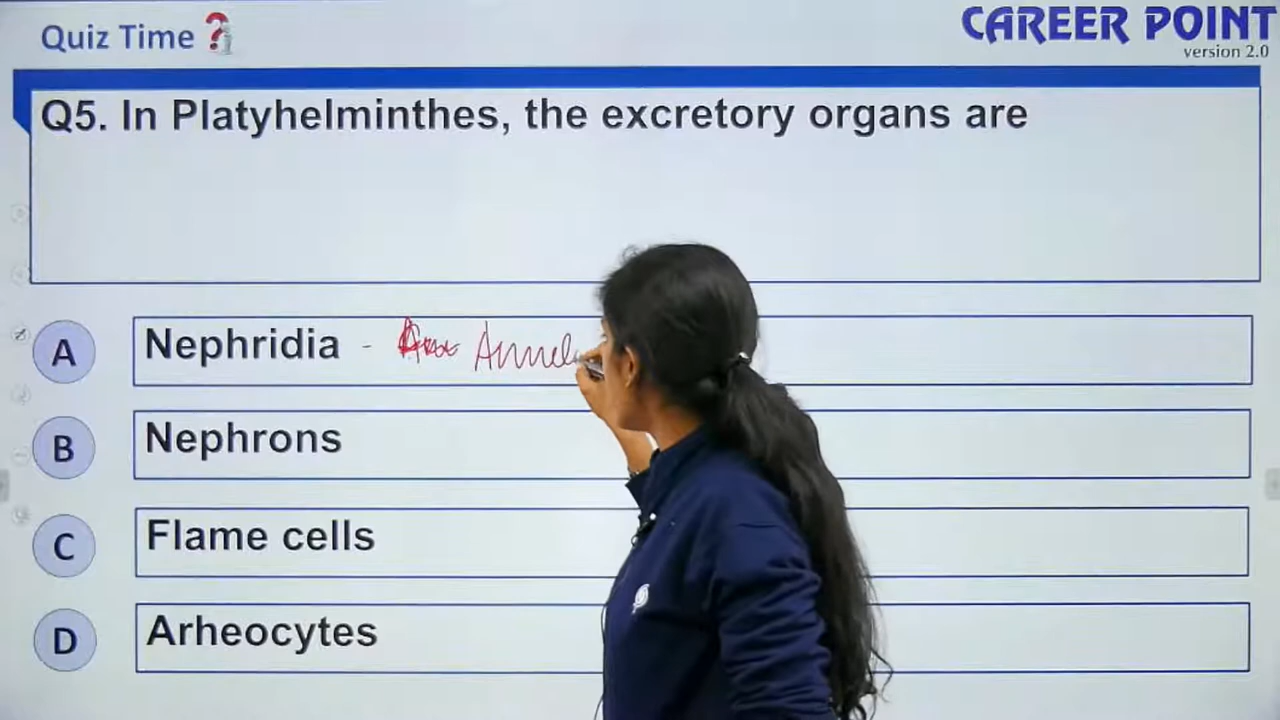 Quiz Time ?
CAREER POINT
version 2.0
Q5. In Platyhelminthes, the excretory organs are
A Nephridia - Annel
B Nephrons
C Flame cells
D Arheocytes